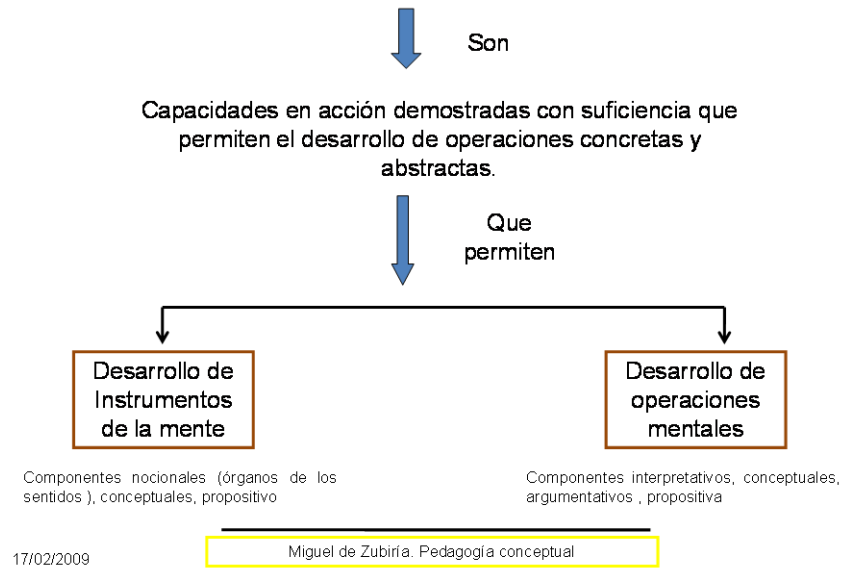 Son
Capacidades en acción demostradas con suficiencia que
permiten el desarrollo de operaciones concretas y
abstractas.
Que
permiten
Desarrollo de
Instrumentos
de la mente
Desarrollo de
operaciones
mentales
Componentes nocionales (órganos de los
sentidos ), conceptuales, propositivo
Componentes interpretativos, conceptuales,
argumentativos , propositiva
Miguel de Zubiría. Pedagogía conceptual
17/02/2009